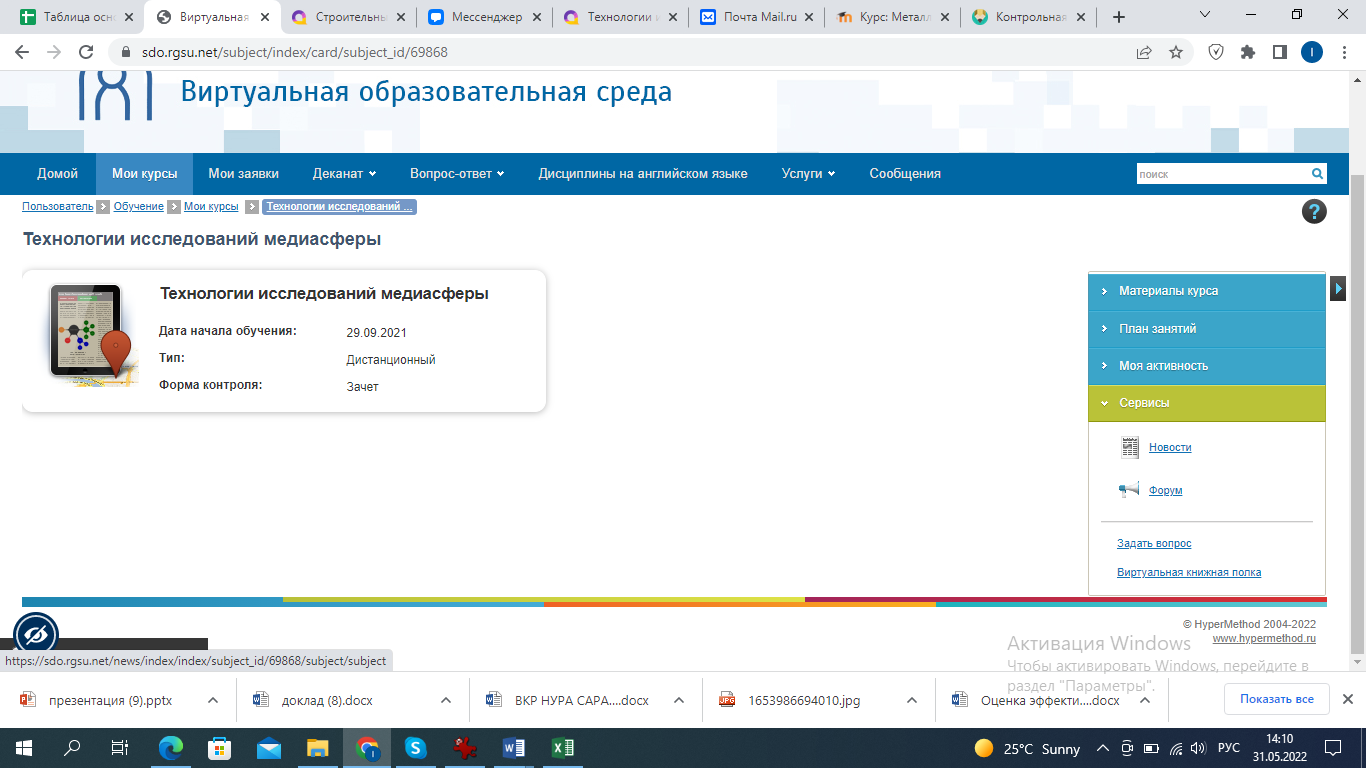 Таблица осно
Виртуальная
Строительны
Мессенджер
Технологии и
Почта Mail.ru
Курс: Металл
Контрольная
sdo.rgsu.net/subject/index/card/subject_id/69868
I
Виртуальная образовательная среда
Домой
Мои курсы
Мои заявки
Деканат
Вопрос-ответ
Дисциплины на английском языке
Услуги
Сообщения
поиск
Пользователь
Обучение
Мои курсы
Технологии исследований ...
?
Технологии исследований медиасферы
Технологии исследований медиасферы
Дата начала обучения: 29.09.2021
Тип: Дистанционный
Форма контроля: Зачет
Материалы курса
План занятий
Моя активность
Сервисы
Новости
Форум
Задать вопрос
Виртуальная книжная полка
© HyperMethod 2004-2022
www.hypermethod.ru
Активация Windows
Чтобы активировать Windows, перейдите в
раздел "Параметры".
https://sdo.rgsu.net/news/index/index/subject_id/69868/subject/subject
презентация (9).pptx
доклад (8).docx
ВКР НУРА САРА....docx
1653986694010.jpg
Оценка эффекти....docx
Показать все
25°C Sunny
РУС
14:10
31.05.2022